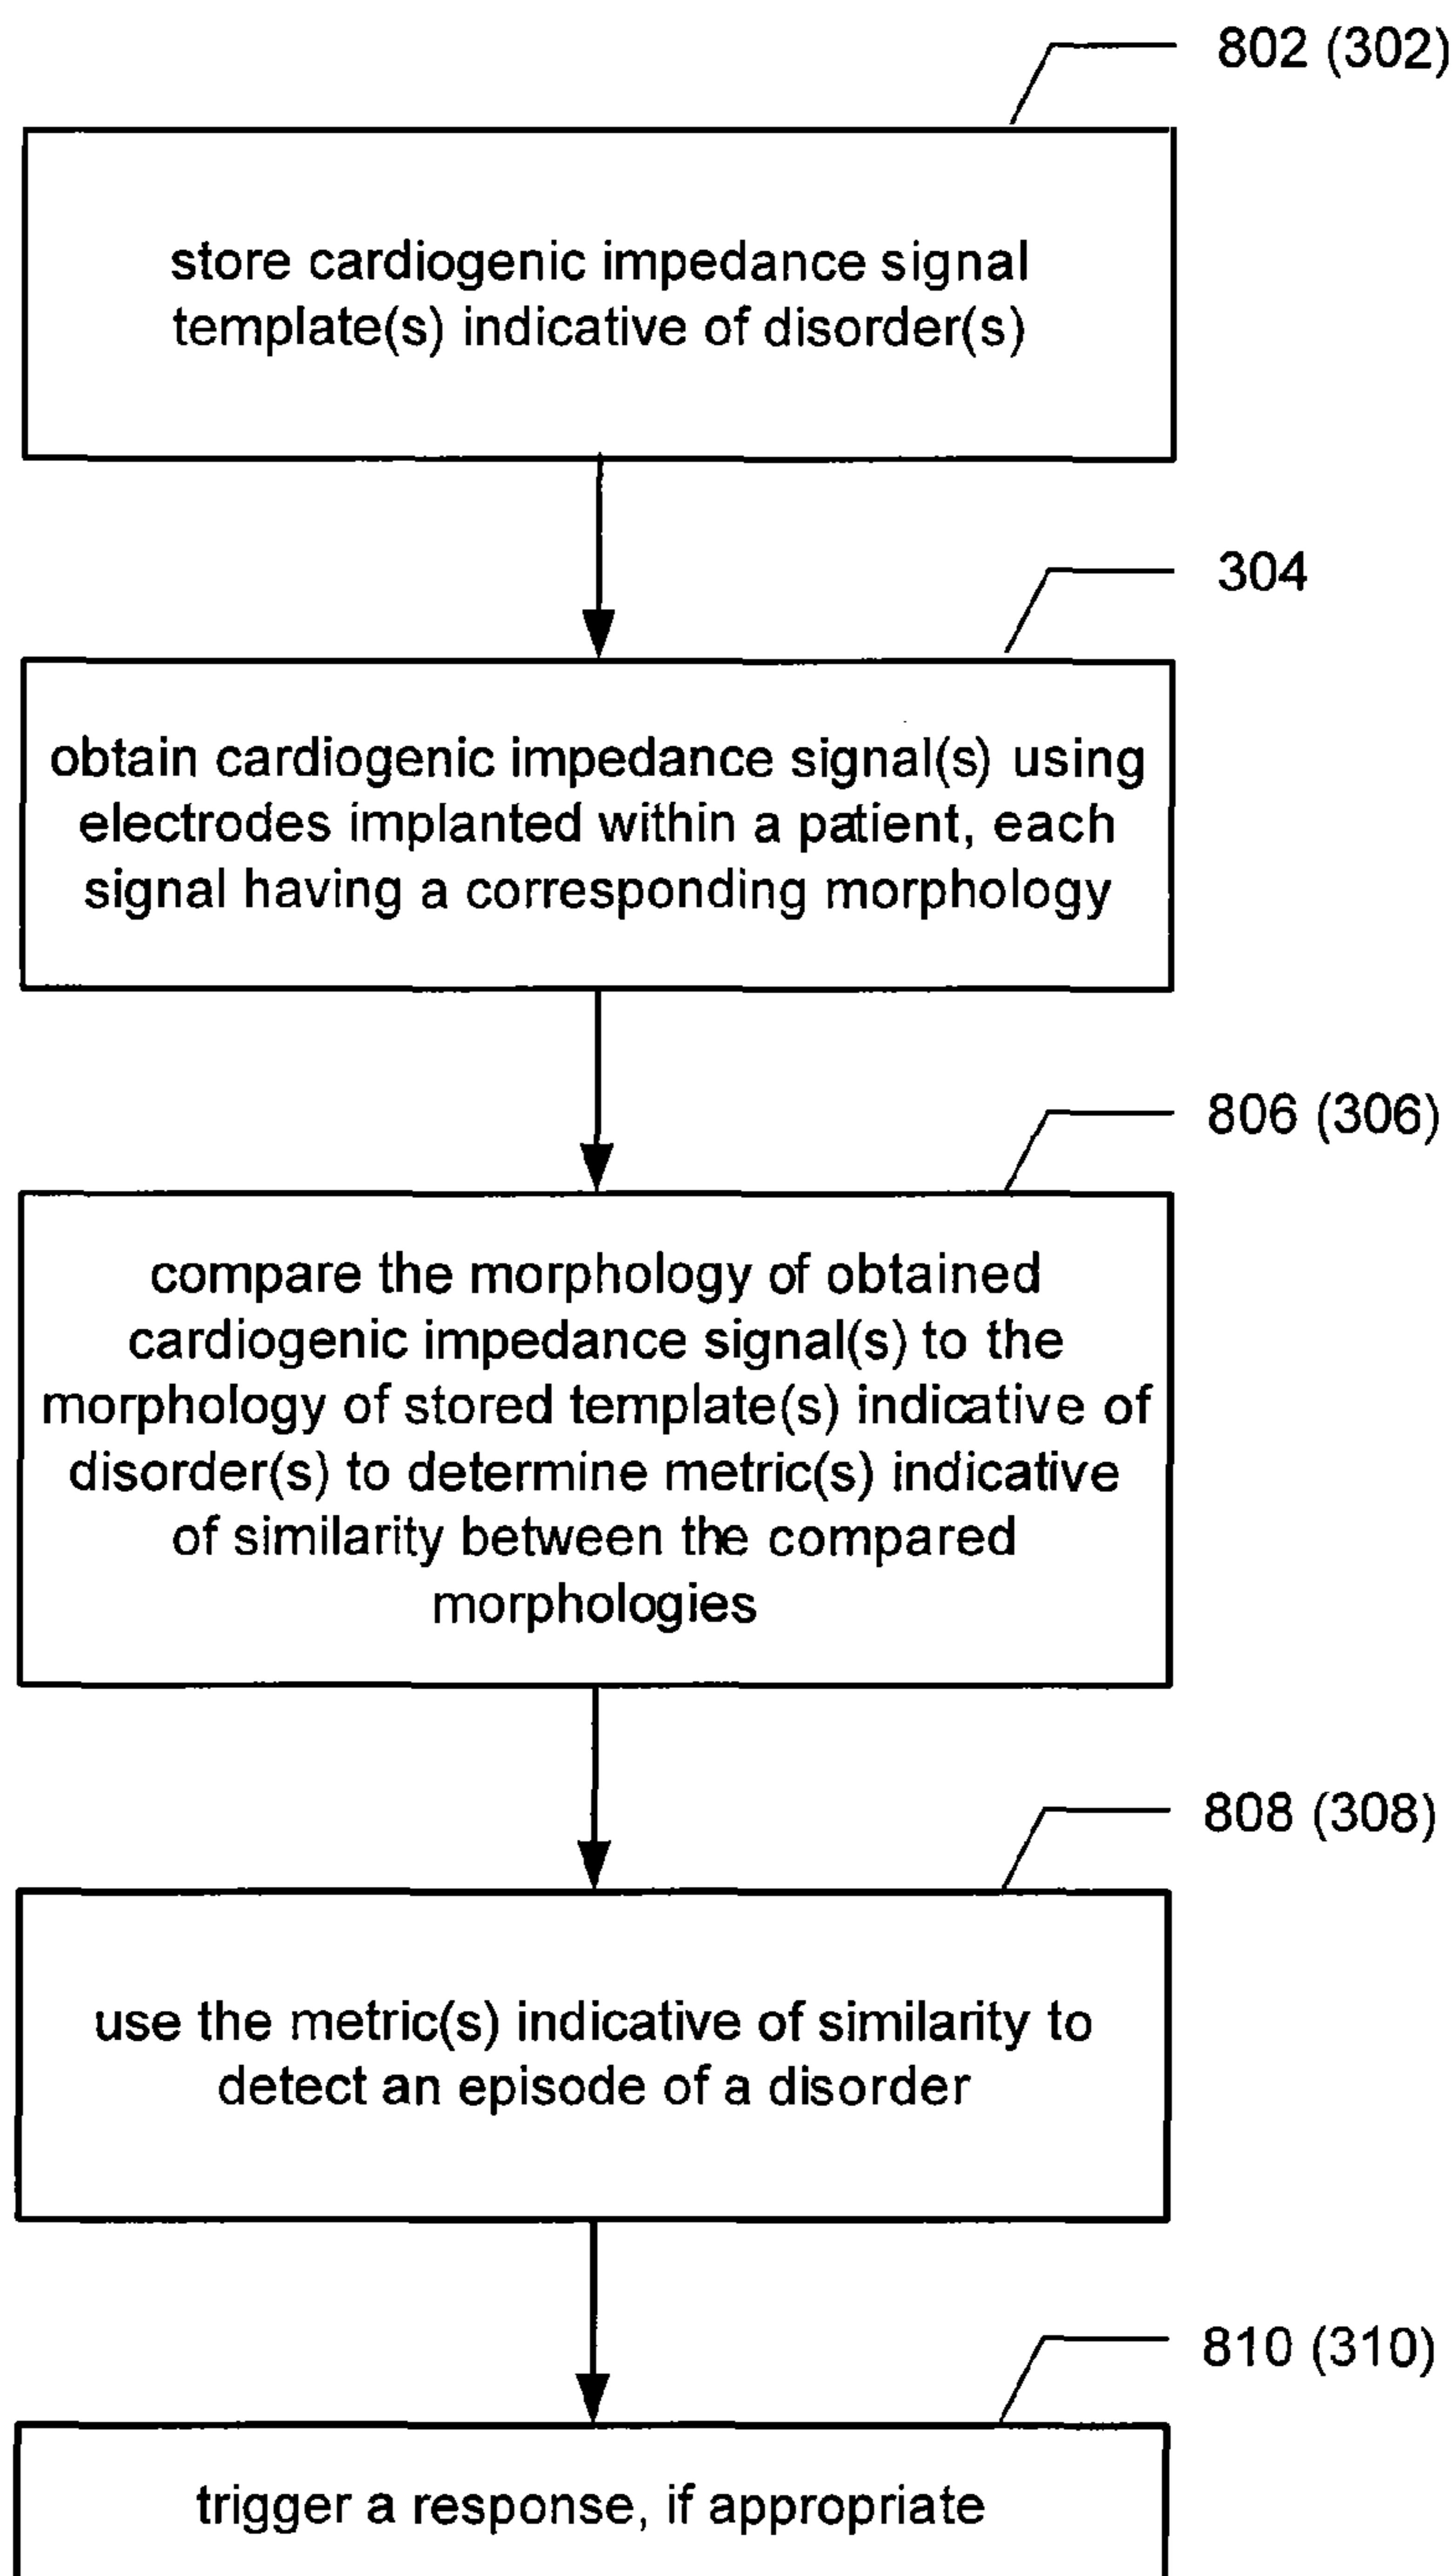 802 (302)
store cardiogenic impedance signal
template(s) indicative of disorder(s)
304
obtain cardiogenic impedance signal(s) using
electrodes implanted within a patient, each
signal having a corresponding morphology
806 (306)
compare the morphology of obtained
cardiogenic impedance signal(s) to the
morphology of stored template(s) indicative of
disorder(s) to determine metric(s) indicative
of similarity between the compared
morphologies
808 (308)
use the metric(s) indicative of similarity to
detect an episode of a disorder
810 (310)
trigger a response, if appropriate